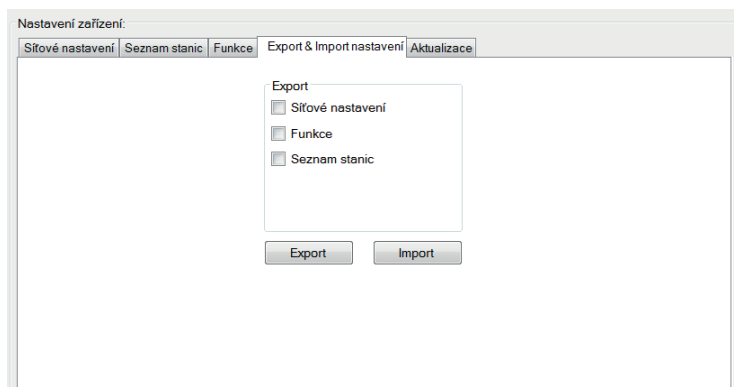 Nastavení zařízení:
Síťové nastavení Seznam stanic Funkce Export & Import nastavení Aktualizace
Export
Síťové nastavení
Funkce
Seznam stanic
Export Import